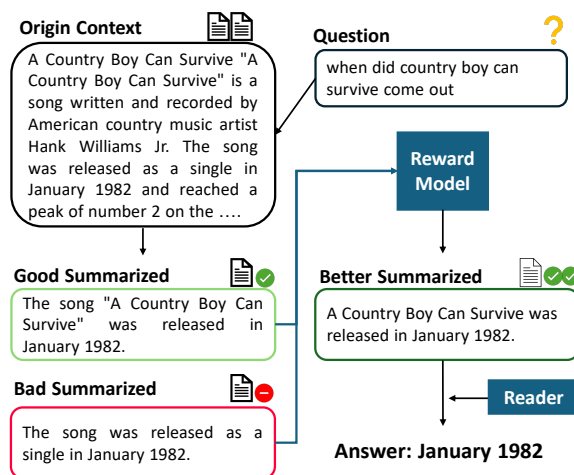 Origin Context
A Country Boy Can Survive "A
Country Boy Can Survive" is a
song written and recorded by
American country music artist
Hank Williams Jr. The song
was released as a single in
January 1982 and reached a
peak of number 2 on the ....
Question
?
when did country boy can
survive come out
Reward
Model
Good Summarized
The song "A Country Boy Can
Survive" was released in
January 1982.
Better Summarized
A Country Boy Can Survive was
released in January 1982.
Bad Summarized
The song was released as a
single in January 1982.
Reader
Answer: January 1982